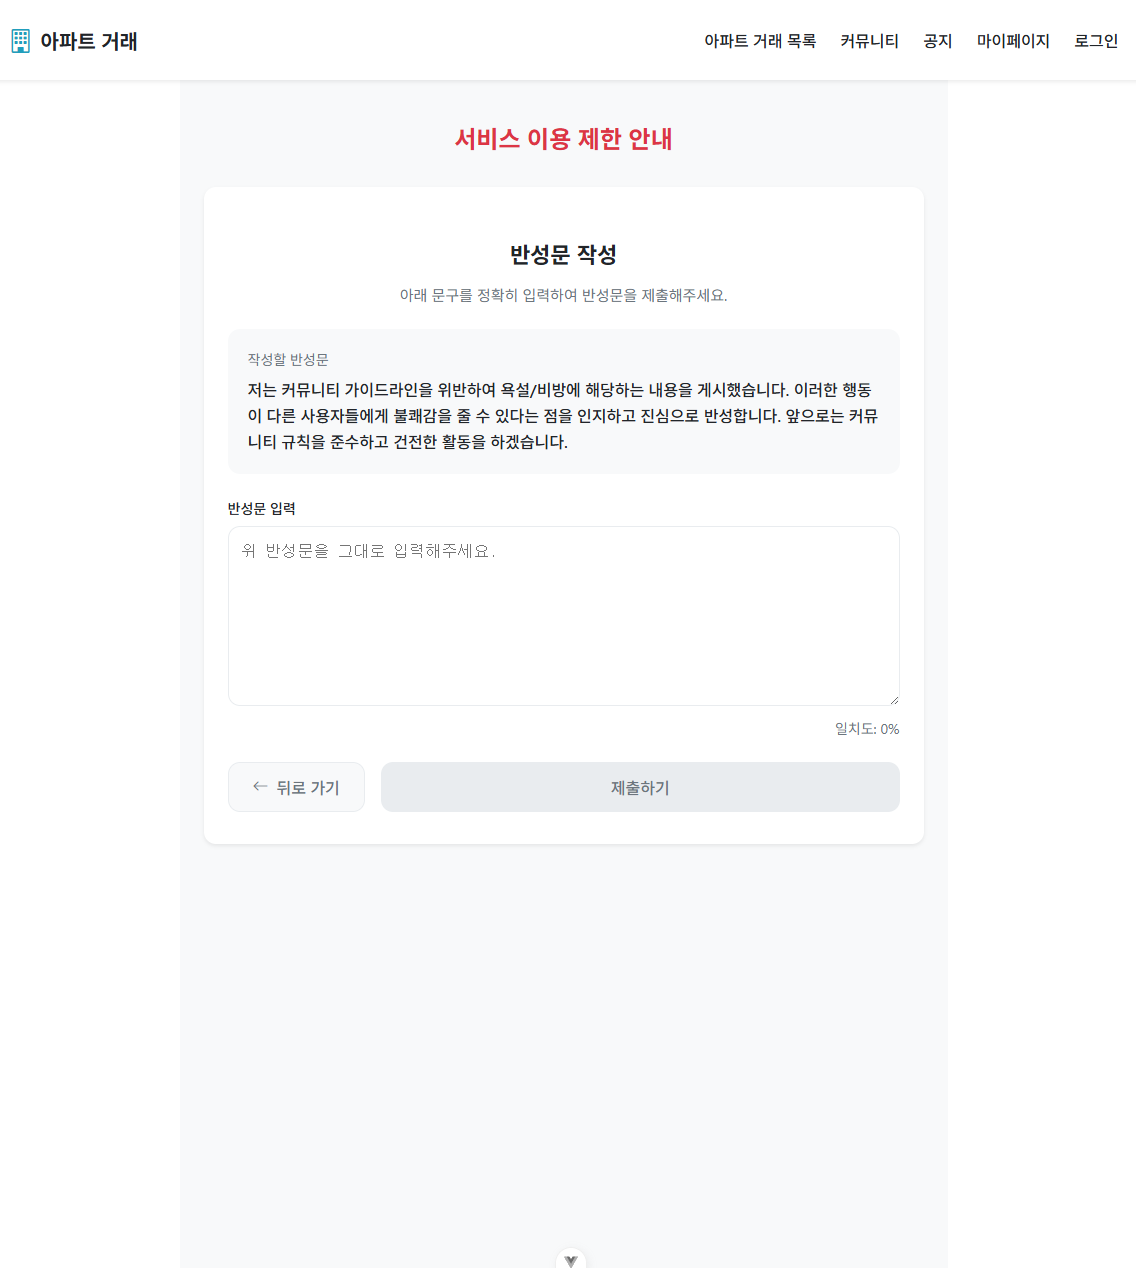 아파트 거래
아파트 거래 목록 커뮤니티 공지 마이페이지 로그인
서비스 이용 제한 안내
반성문 작성
아래 문구를 정확히 입력하여 반성문을 제출해주세요.
작성할 반성문
저는 커뮤니티 가이드라인을 위반하여 욕설/비방에 해당하는 내용을 게시했습니다. 이러한 행동
이 다른 사용자들에게 불쾌감을 줄 수 있다는 점을 인지하고 진심으로 반성합니다. 앞으로는 커뮤
니티 규칙을 준수하고 건전한 활동을 하겠습니다.
반성문 입력
위 반성문을 그대로 입력해주세요.
일치도: 0%
← 뒤로 가기
제출하기